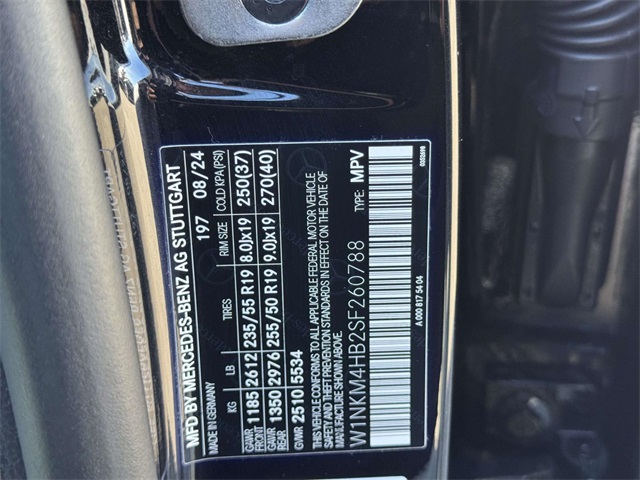 MFD BY MERCEDES-BENZ AG STUTTGART
MADE IN GERMANY 197 08/24
KG LB TIRES RIM SIZE COLD KPA (PSI)
GAWR FRONT 1185 2612 235/55 R19 8.0Jx19 250(37)
GAWR REAR 1350 2976 255/50 R19 9.0Jx19 270(40)
GVWR 2510 5534
THIS VEHICLE CONFORMS TO ALL APPLICABLE FEDERAL MOTOR VEHICLE
SAFETY AND THEFT PREVENTION STANDARDS IN EFFECT ON THE DATE OF
MANUFACTURE SHOWN ABOVE.
W1NKM4HB2SF260788 TYPE: MPV
A 000 817 54 04